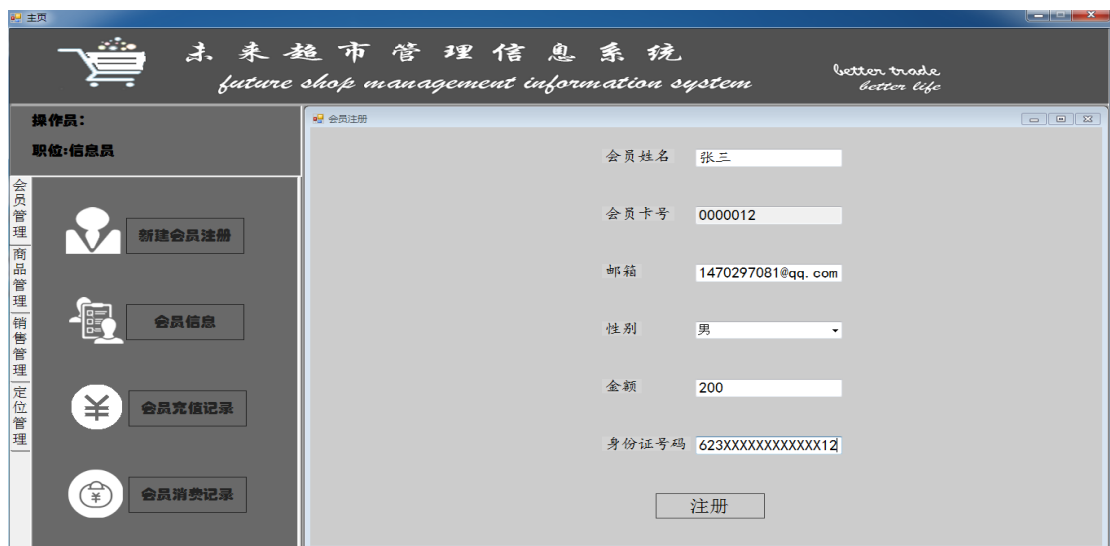 主页
未来超市管理信息系统
future shop management information system
better trade
better life
操作员:
职位:信息员
会员管理
商品管理
销售管理
定位管理
新建会员注册
会员信息
会员充值记录
会员消费记录
会员注册
会员姓名 张三
会员卡号 0000012
邮箱 1470297081@qq.com
性别 男
金额 200
身份证号码 623XXXXXXXXXXXX12
注册